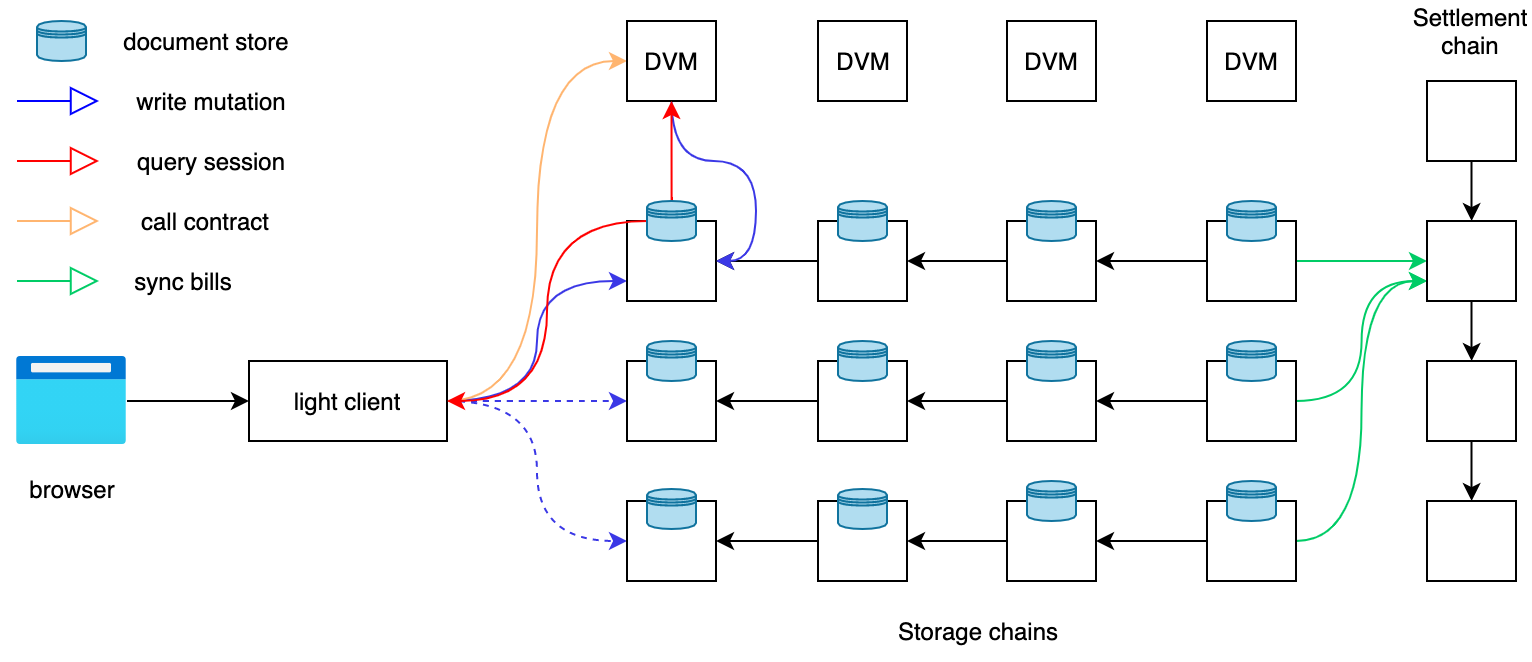 document store
write mutation
query session
call contract
sync bills
browser
light client
DVM
DVM
DVM
DVM
Settlement
chain
Storage chains